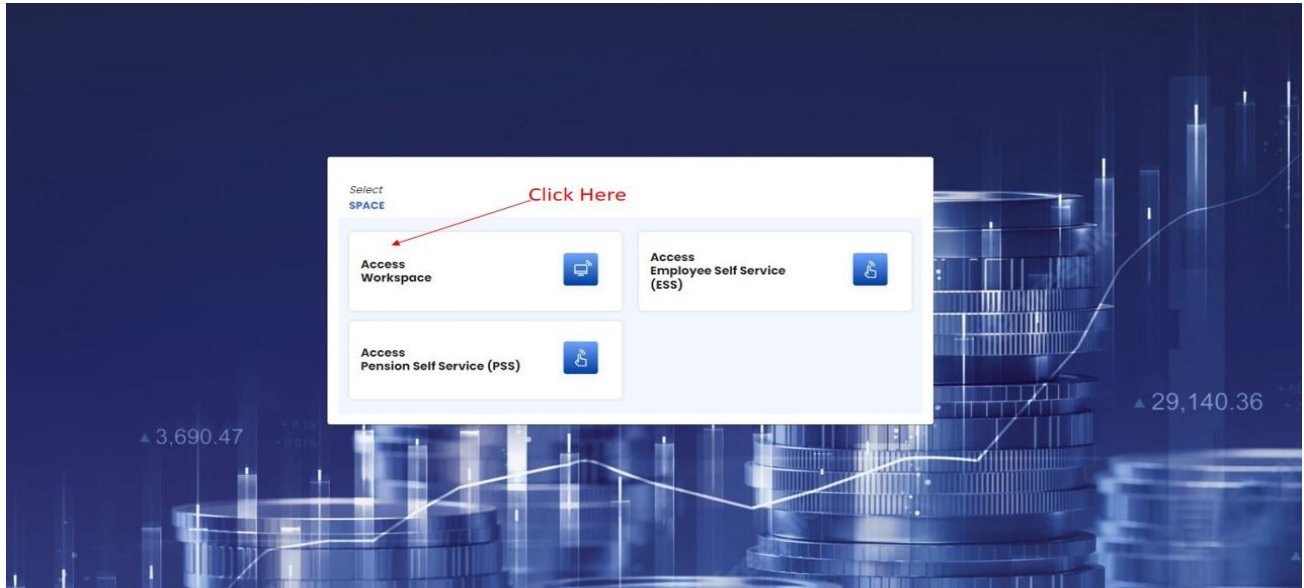 Select
SPACE
Click Here
Access
Workspace
Access
Employee Self Service
(ESS)
Access
Pension Self Service (PSS)
▲ 3,690.47
▲ 29,140.36